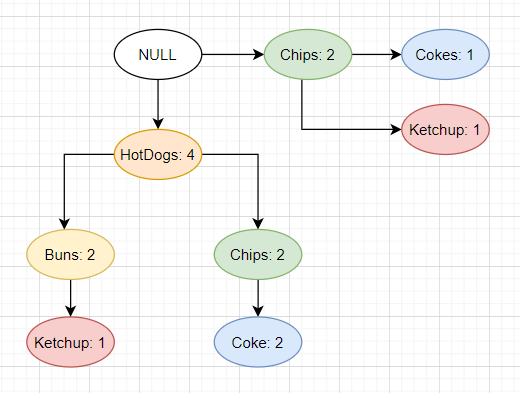 NULL
Chips: 2
Cokes: 1
Ketchup: 1
HotDogs: 4
Buns: 2
Chips: 2
Ketchup: 1
Coke: 2